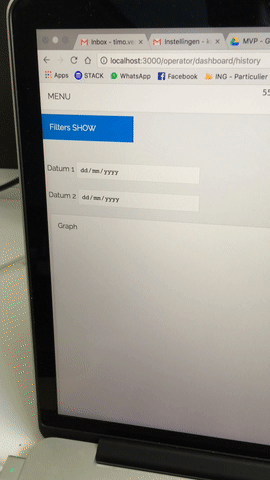 Inbox - timo.ve
Instellingen -
MVP - G
localhost:3000/operator/dashboard/history
Apps STACK WhatsApp Facebook ING - Particulier
MENU
55
Filters SHOW
Datum 1 dd/mm/yyyy
Datum 2 dd/mm/yyyy
Graph